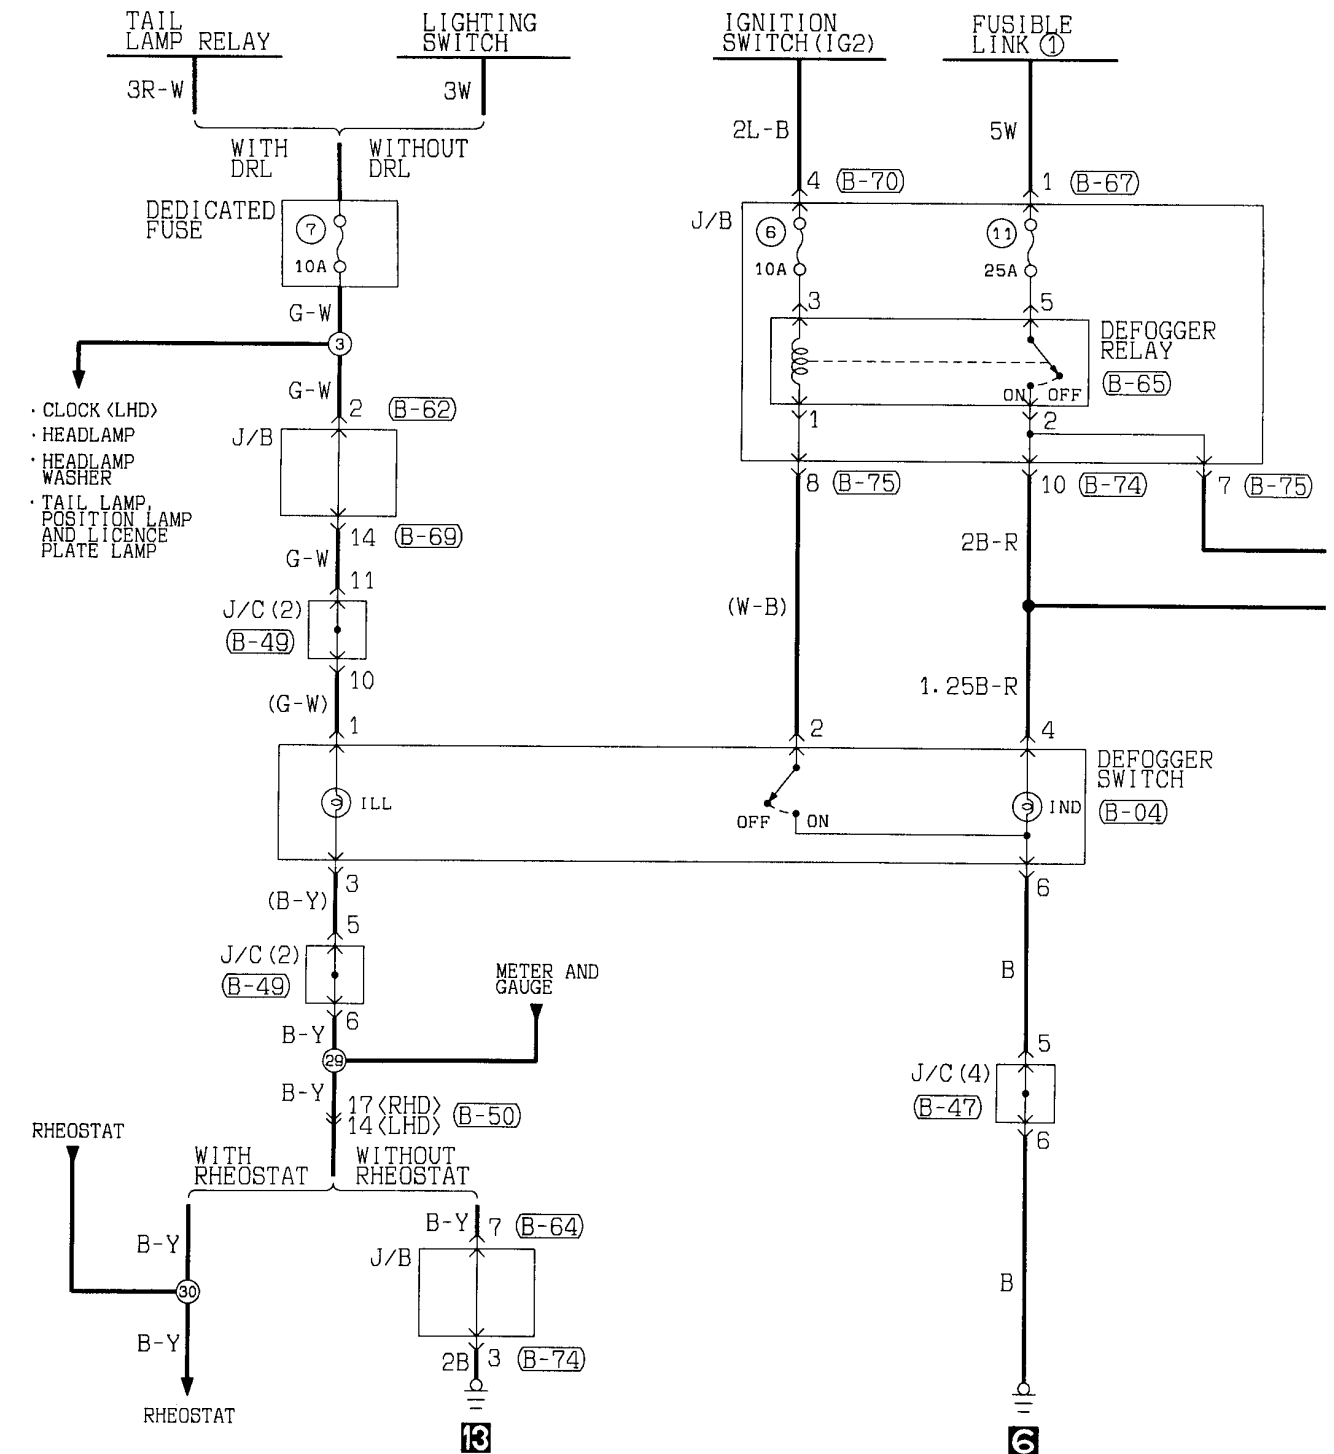 TAIL
LAMP RELAY
LIGHTING
SWITCH
IGNITION
SWITCH(IG2)
FUSIBLE
LINK ①
3R-W
3W
2L-B
5W
WITH
DRL
WITHOUT
DRL
4 (B-70)
1 (B-67)
DEDICATED
FUSE
7
10A
J/B
6
10A
11
25A
G-W
3
5
3
DEFOGGER
RELAY
(B-65)
ON OFF
G-W
2 (B-62)
1
2
· CLOCK〈LHD〉
· HEADLAMP
· HEADLAMP
WASHER
· TAIL LAMP,
POSITION LAMP
AND LICENCE
PLATE LAMP
J/B
8 (B-75)
10 (B-74)
7 (B-75)
14 (B-69)
G-W
11
2B-R
J/C(2)
(B-49)
(W-B)
10
(G-W)
1
1.25B-R
2
4
DEFOGGER
SWITCH
(B-04)
ILL
OFF ON
IND
3
(B-Y)
5
6
J/C(2)
(B-49)
METER AND
GAUGE
B
6
B-Y
29
B-Y
17〈RHD〉
14〈LHD〉
(B-50)
5
J/C(4)
(B-47)
6
RHEOSTAT
WITH
RHEOSTAT
WITHOUT
RHEOSTAT
B-Y
B-Y
7 (B-64)
J/B
30
B-Y
B
2B
3 (B-74)
RHEOSTAT
13
6